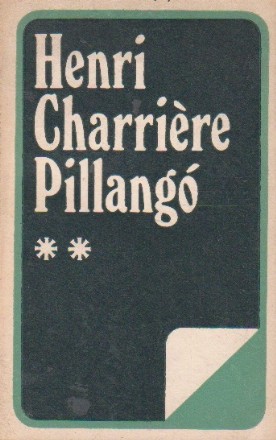 Henri
Charrière
Pillangó
**